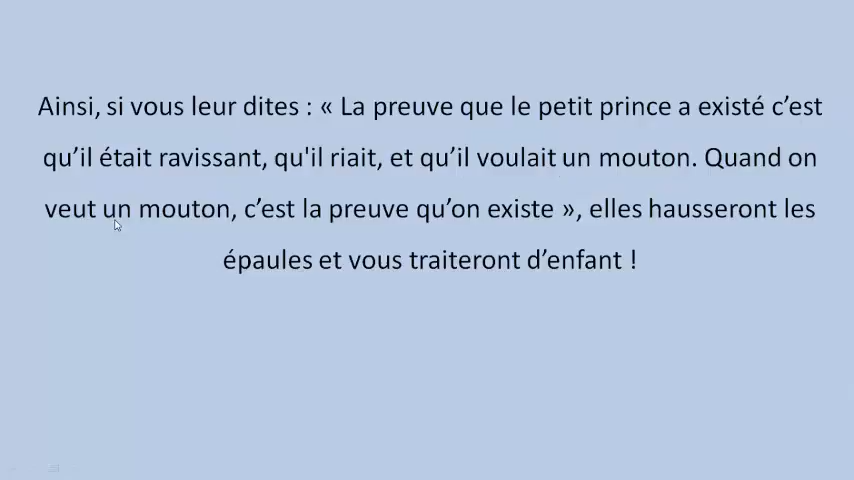 Ainsi, si vous leur dites : « La preuve que le petit prince a existé c’est
qu’il était ravissant, qu'il riait, et qu’il voulait un mouton. Quand on
veut un mouton, c’est la preuve qu’on existe », elles hausseront les
épaules et vous traiteront d’enfant !